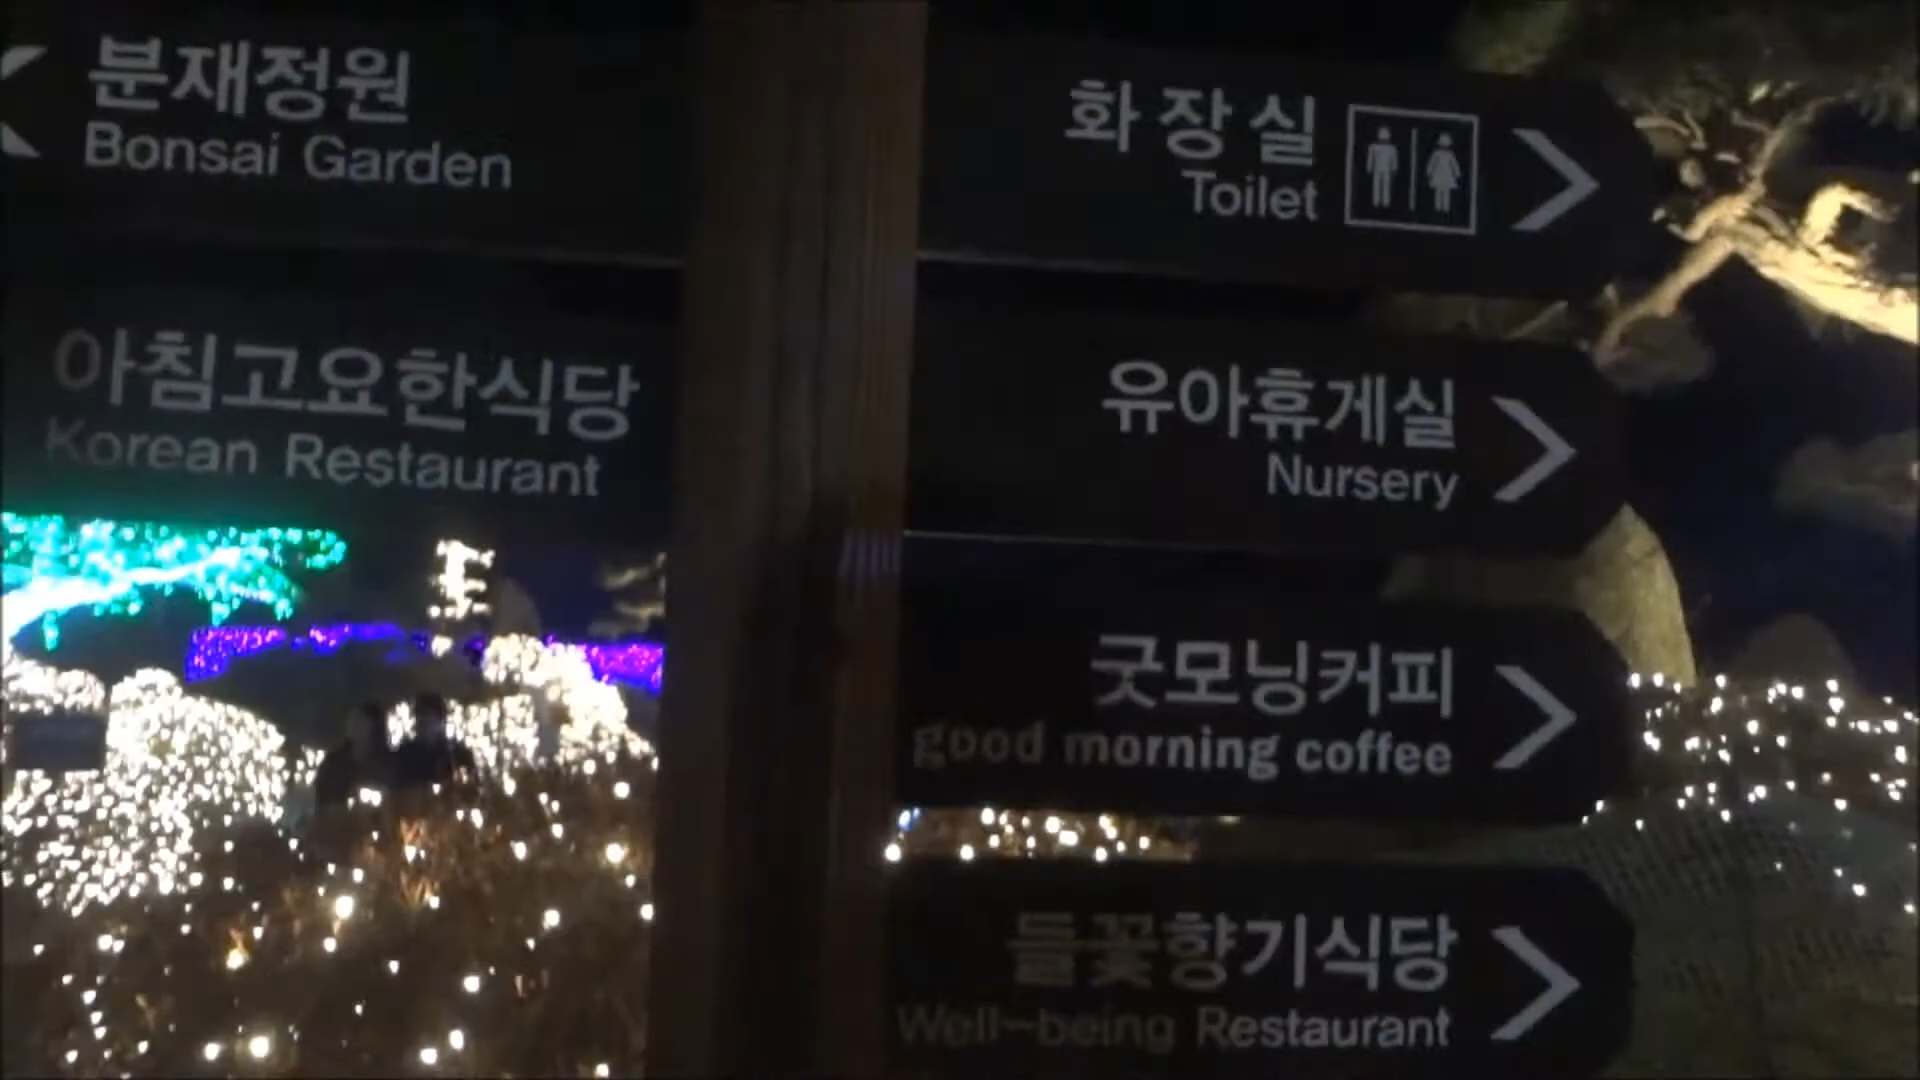 분재정원
Bonsai Garden
아침고요한식당
Korean Restaurant
화장실
Toilet
유아휴게실
Nursery
굿모닝커피
good morning coffee
들꽃향기식당
Well-being Restaurant